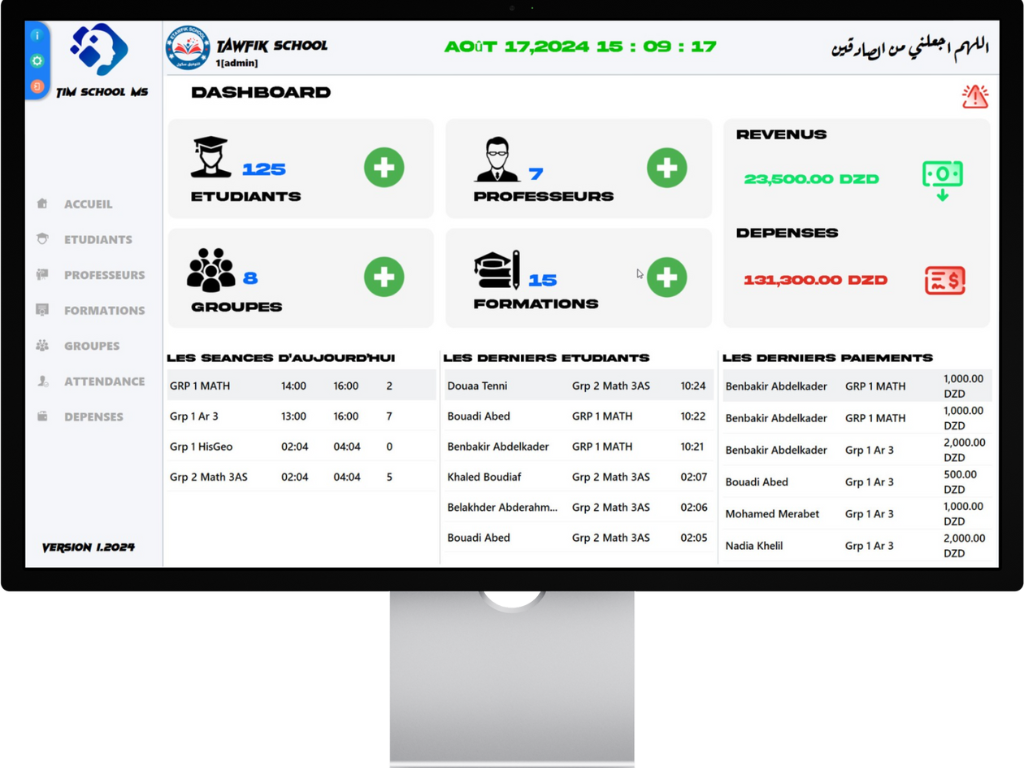 TIM SCHOOL MS
TAWFIK SCHOOL
1[admin]
AOÛT 17,2024 15 : 09 : 17
اللهم اجعلني من الصادقين
DASHBOARD
125
ETUDIANTS
7
PROFESSEURS
8
GROUPES
15
FORMATIONS
REVENUS
23,500.00 DZD
DEPENSES
131,300.00 DZD
ACCUEIL
ETUDIANTS
PROFESSEURS
FORMATIONS
GROUPES
ATTENDANCE
DEPENSES
VERSION 1.2024
LES SEANCES D'AUJOURD'HUI
GRP 1 MATH 14:00 16:00 2
Grp 1 Ar 3 13:00 16:00 7
Grp 1 HisGeo 02:04 04:04 0
Grp 2 Math 3AS 02:04 04:04 5
LES DERNIERS ETUDIANTS
Douaa Tenni Grp 2 Math 3AS 10:24
Bouadi Abed GRP 1 MATH 10:22
Benbakir Abdelkader GRP 1 MATH 10:21
Khaled Boudiaf Grp 2 Math 3AS 02:07
Belakhder Abderahm... Grp 2 Math 3AS 02:06
Bouadi Abed Grp 2 Math 3AS 02:05
LES DERNIERS PAIEMENTS
Benbakir Abdelkader GRP 1 MATH 1,000.00
DZD
Benbakir Abdelkader GRP 1 MATH 1,000.00
DZD
Benbakir Abdelkader Grp 1 Ar 3 2,000.00
DZD
Bouadi Abed Grp 1 Ar 3 500.00
DZD
Mohamed Merabet Grp 1 Ar 3 1,000.00
DZD
Nadia Khelil Grp 1 Ar 3 2,000.00
DZD